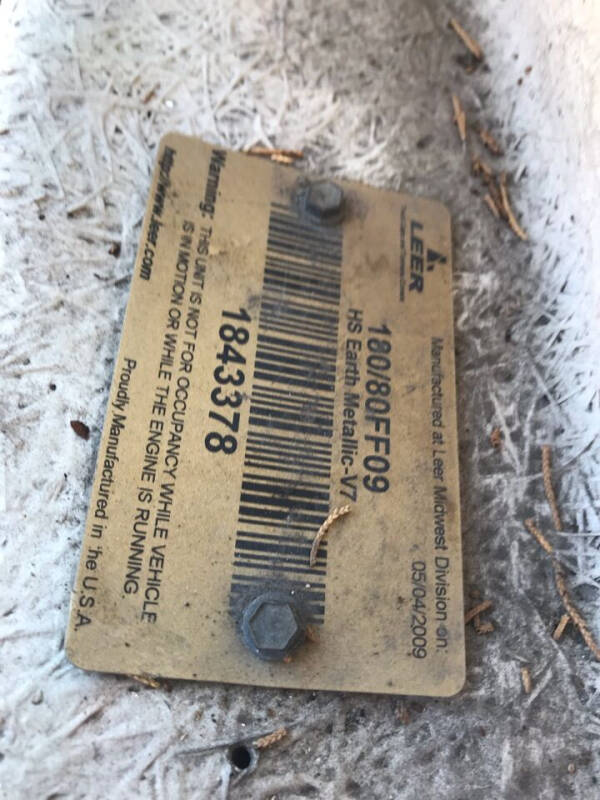 LEER
Manufactured at Leer Midwest Division on: 05/04/2009
180/80FF09
HS Earth Metallic-V7
1843378
Warning: THIS UNIT IS NOT FOR OCCUPANCY WHILE VEHICLE
IS IN MOTION OR WHILE THE ENGINE IS RUNNING.
http://www.leer.com
Proudly Manufactured in the U.S.A.